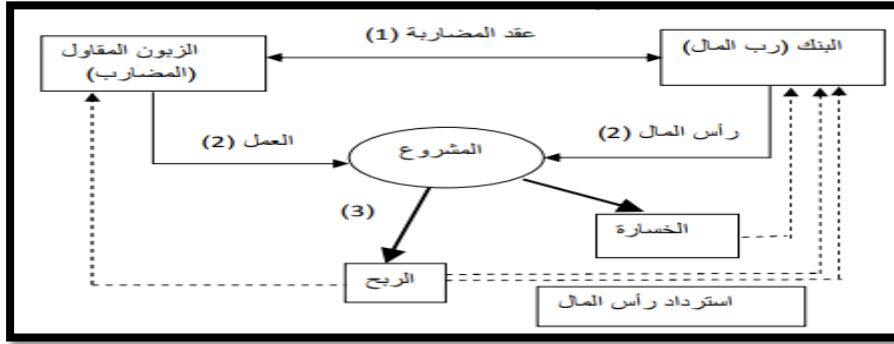 عقد المضاربة (1)
البنك (رب المال)
الزبون المقاول
(المضارب)
رأس المال (2)
العمل (2)
المشروع
(3)
الخسارة
الربح
استرداد رأس المال